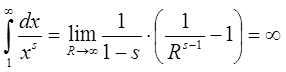 ∫₁^∞ dx/x^s = lim_{R→∞} 1/(1−s) · (1/R^{s−1} − 1) = ∞